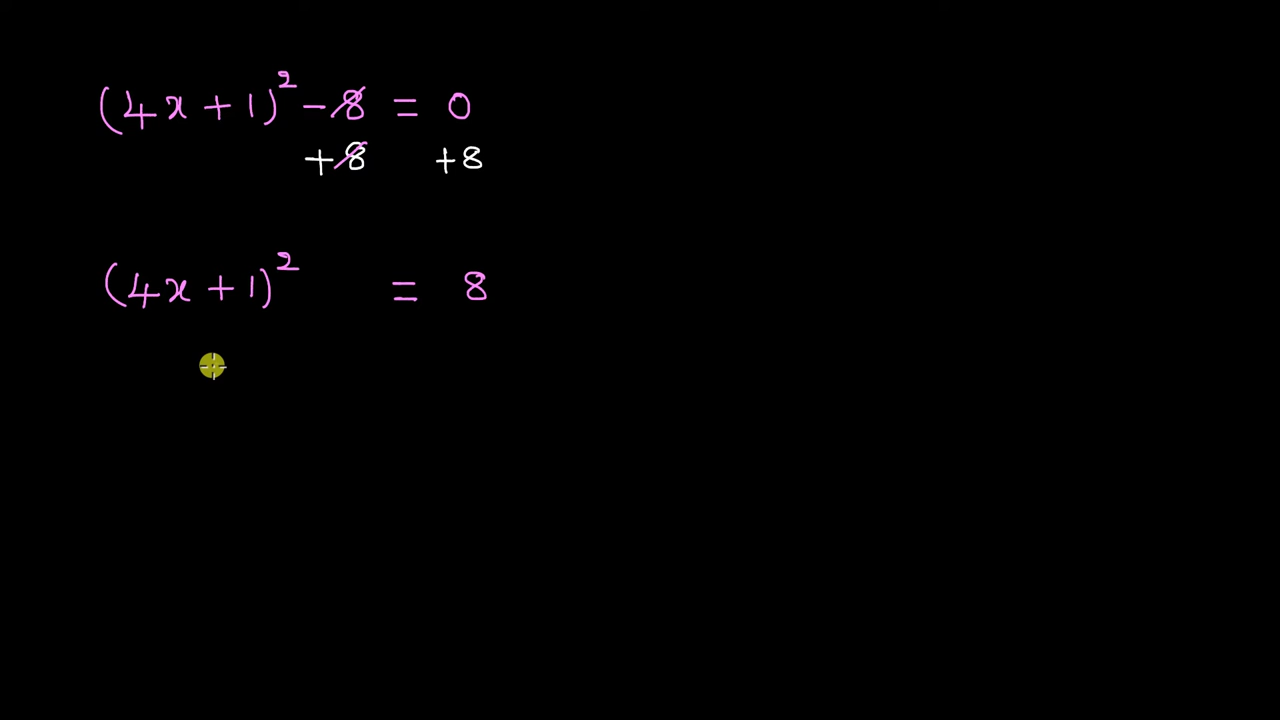 (4x+1)² - 8 = 0
+8 +8
(4x+1)² = 8